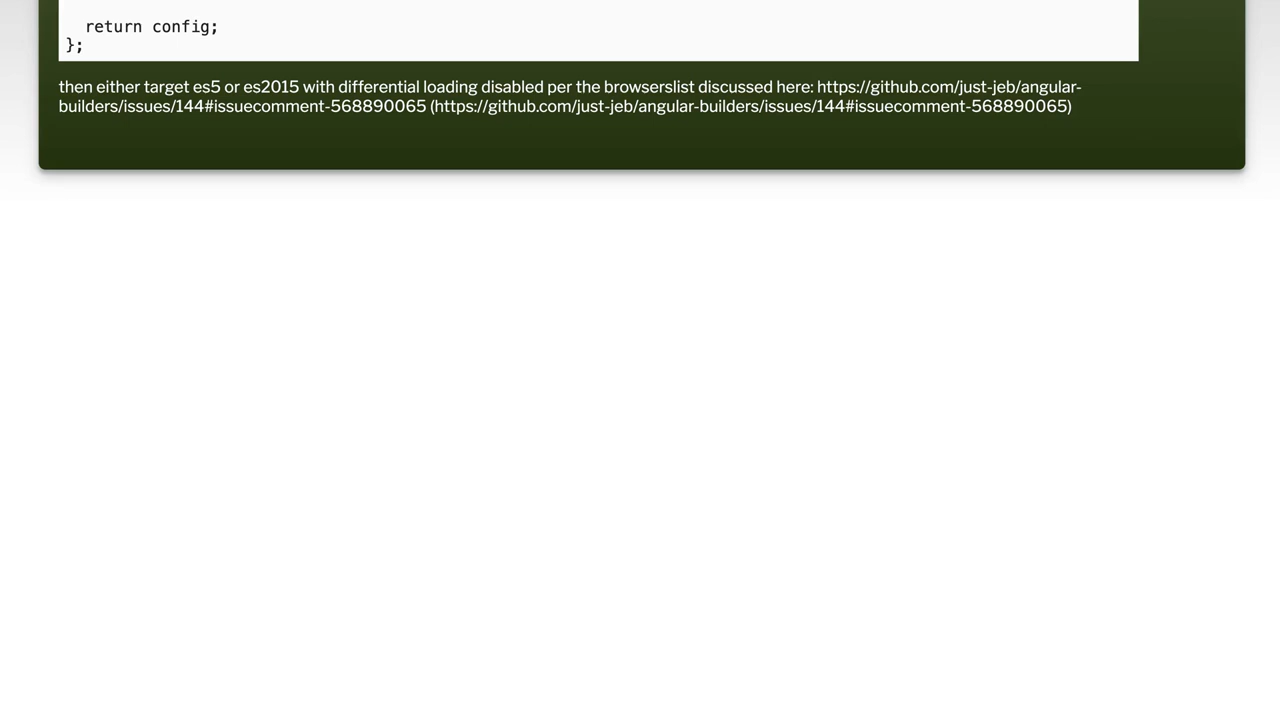 return config;
};
then either target es5 or es2015 with differential loading disabled per the browserslist discussed here: https://github.com/just-jeb/angular-
builders/issues/144#issuecomment-568890065 (https://github.com/just-jeb/angular-builders/issues/144#issuecomment-568890065)